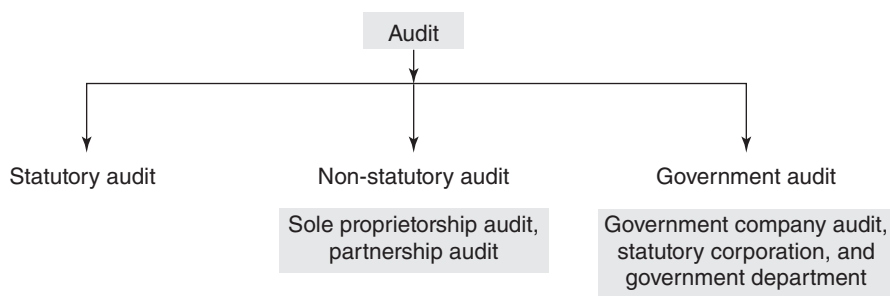 Audit
Statutory audit
Non-statutory audit
Government audit
Sole proprietorship audit,
partnership audit
Government company audit,
statutory corporation, and
government department